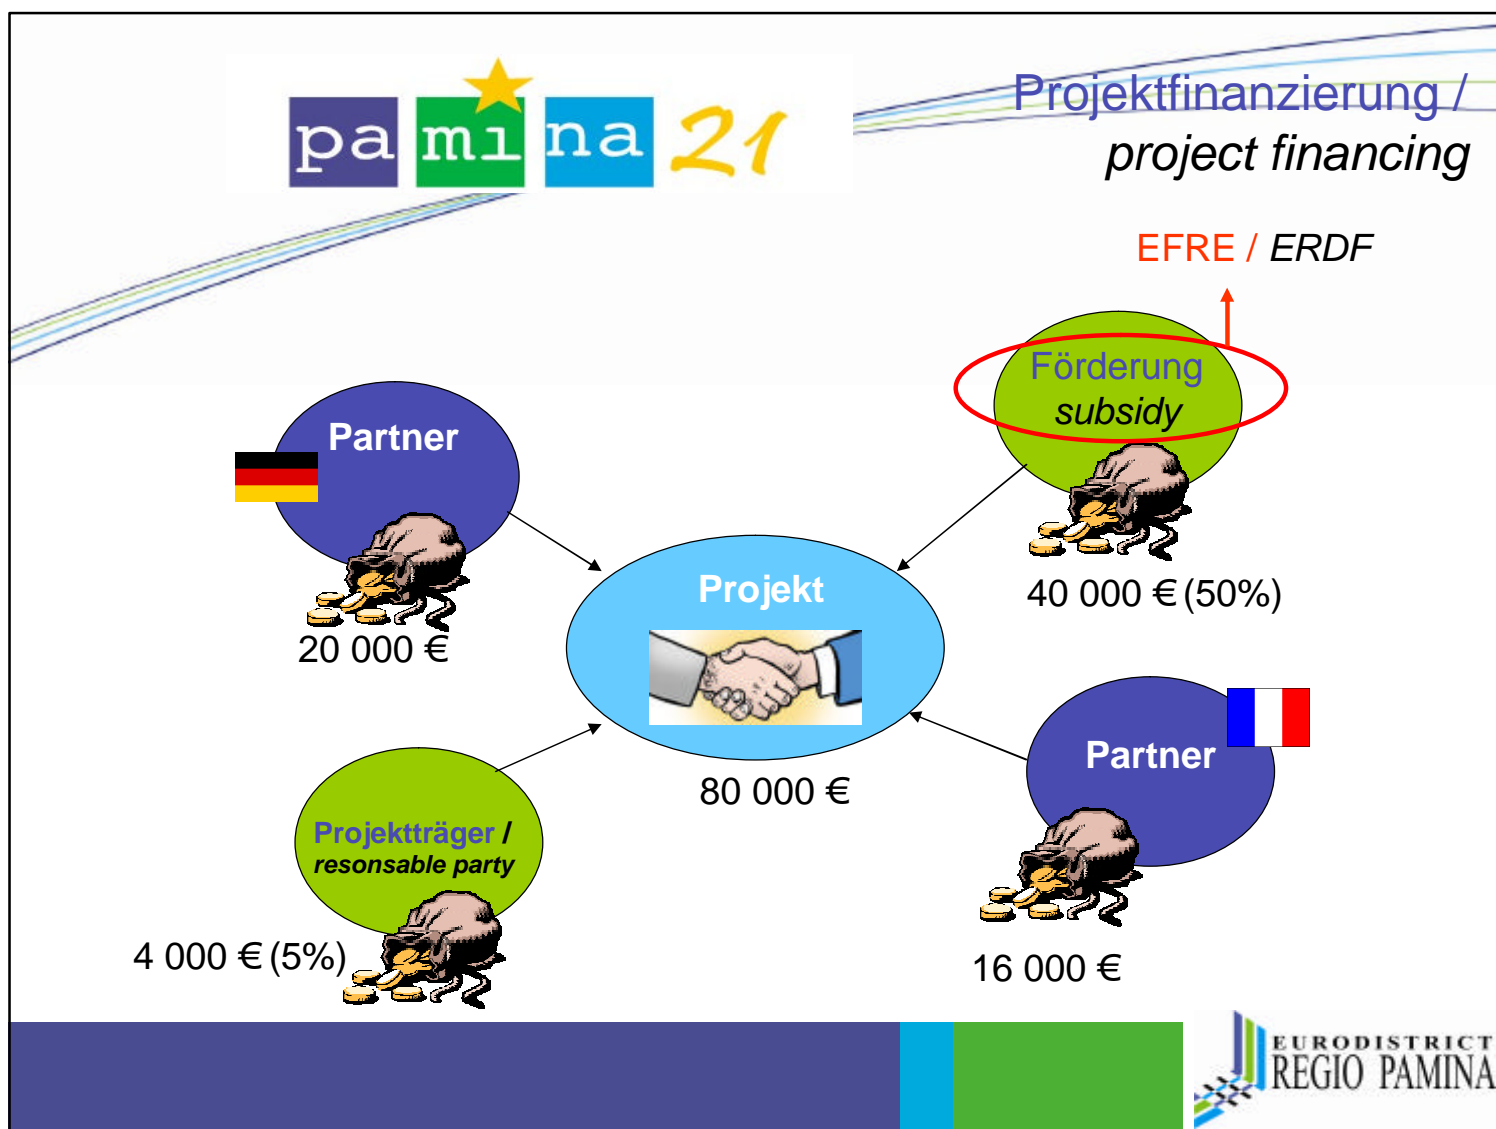 pamina 21
Projektfinanzierung /
project financing
EFRE / ERDF
Förderung
subsidy
Partner
Projekt
40 000 € (50%)
20 000 €
Partner
80 000 €
Projektträger /
resonsable party
4 000 € (5%)
16 000 €
EURODISTRICT
REGIO PAMINA